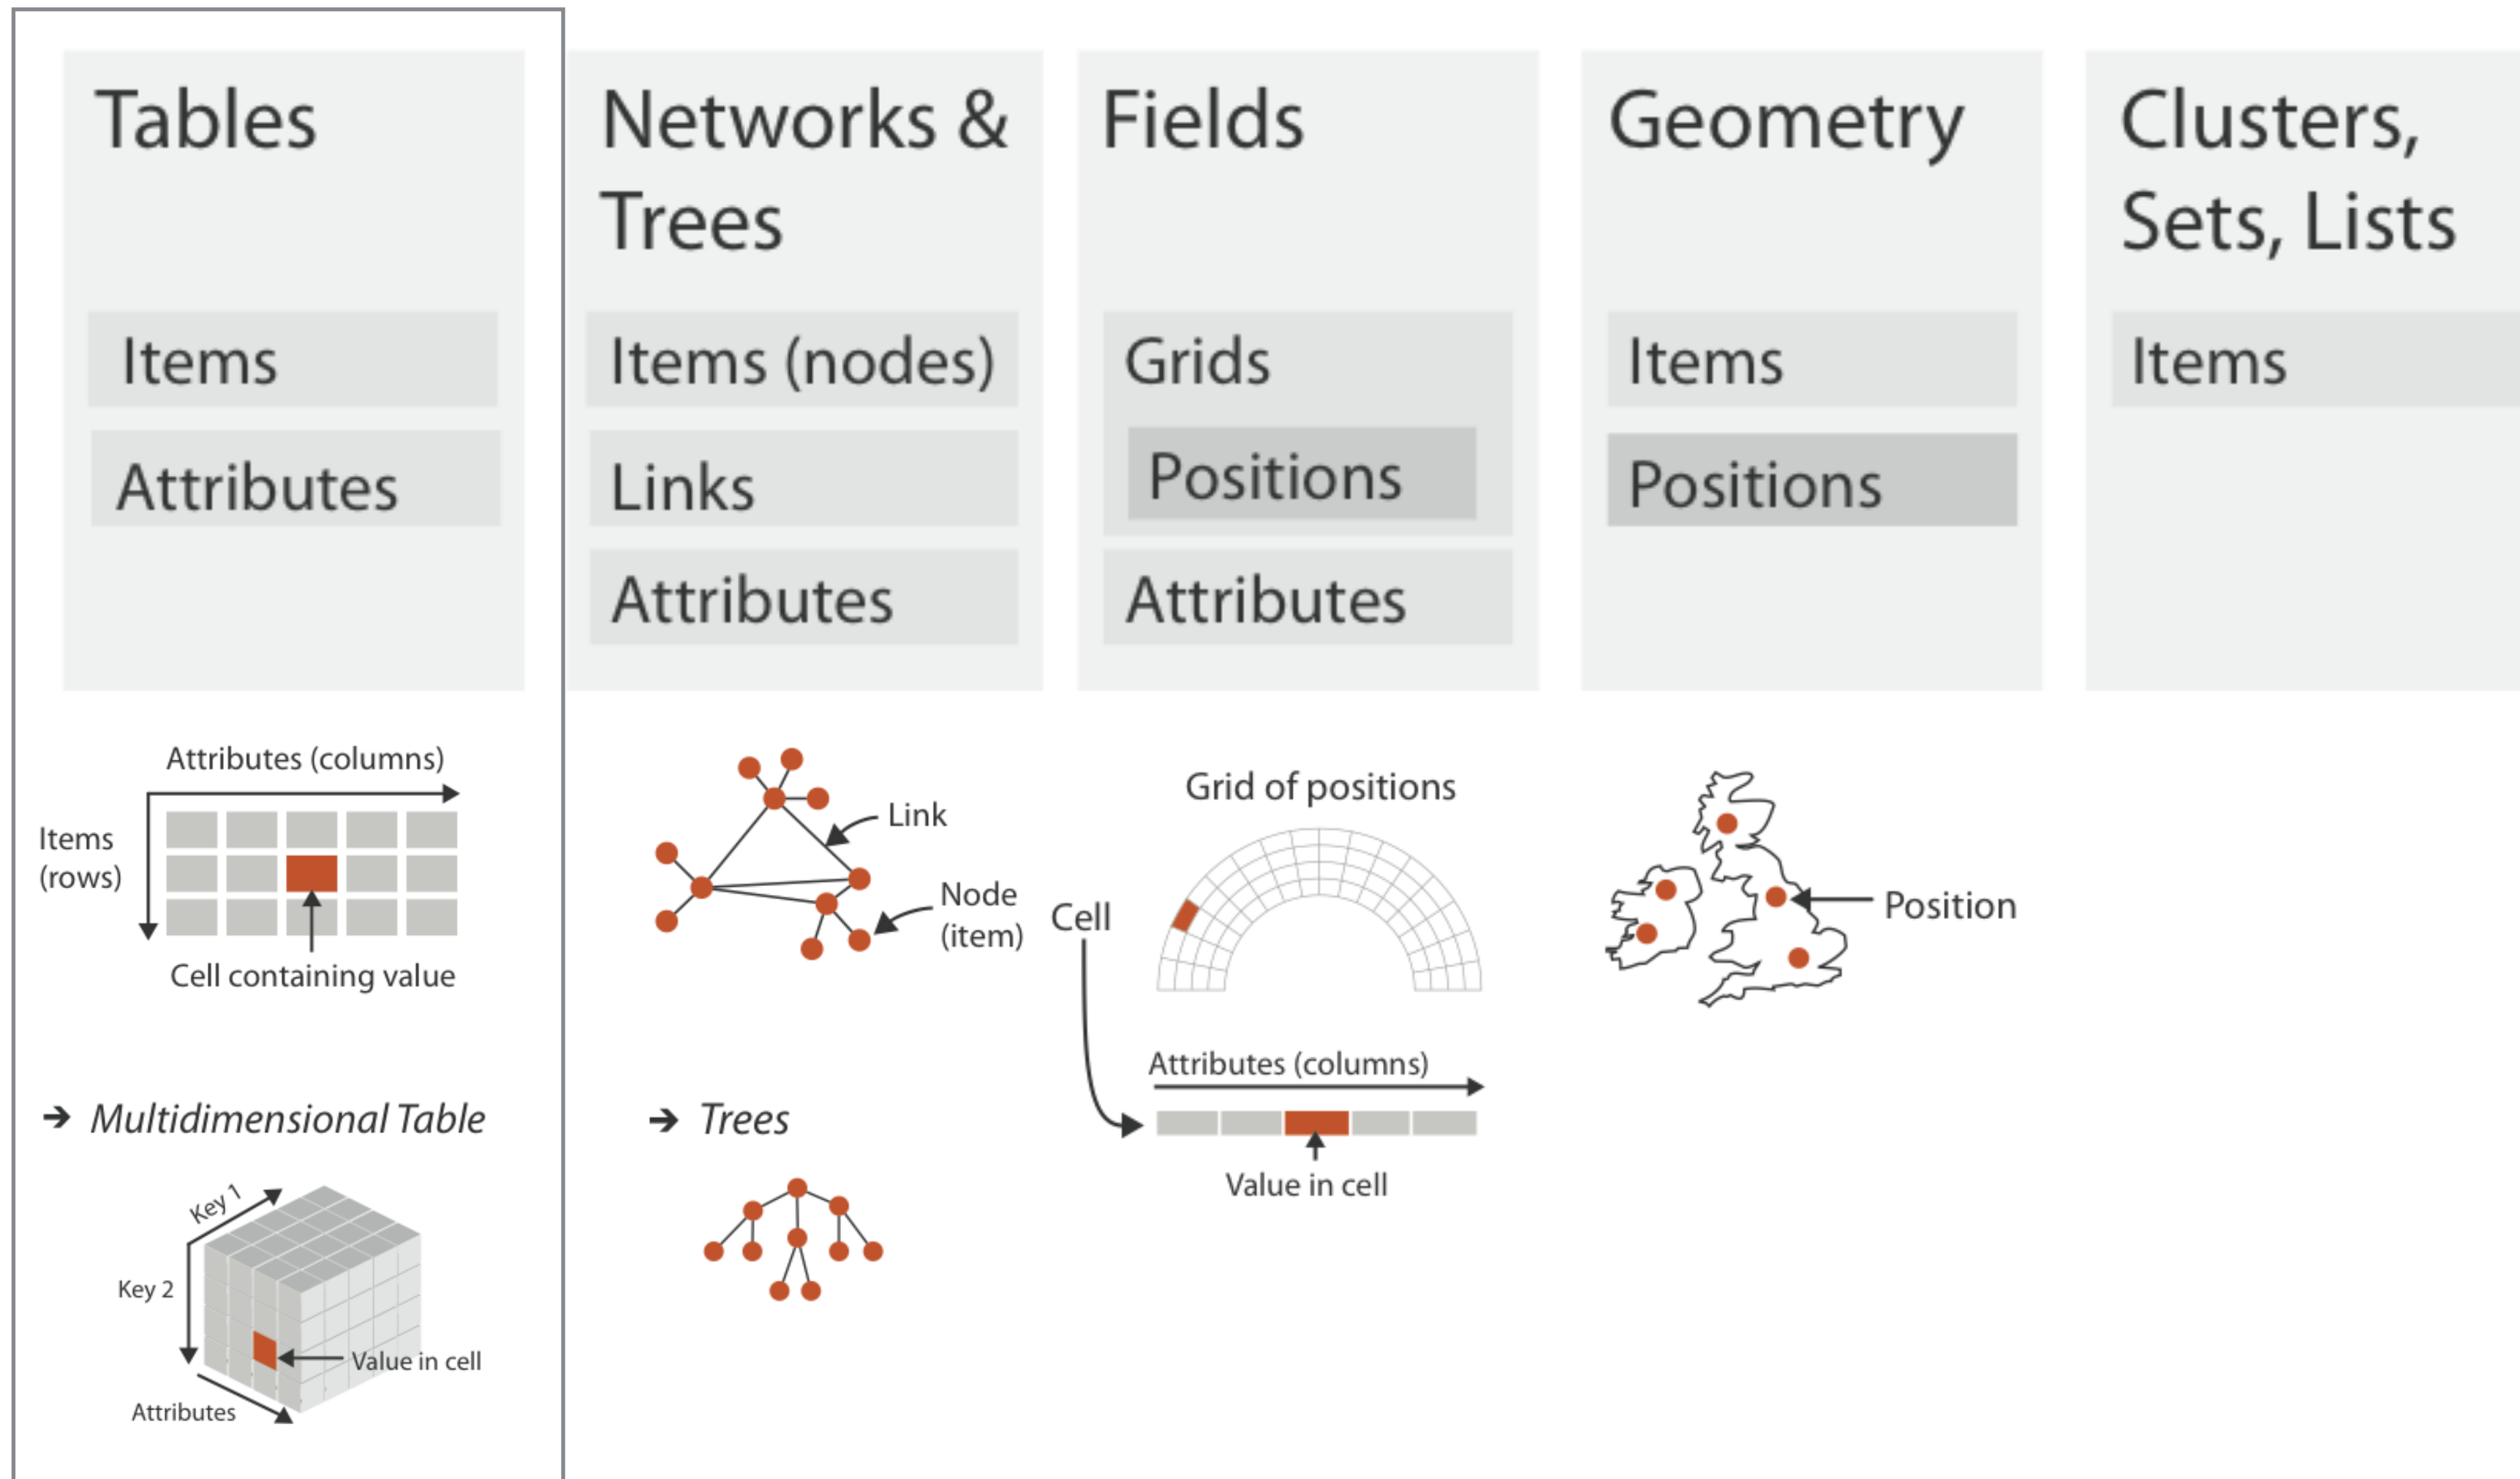 Tables
Items
Attributes
Attributes (columns)
Items
(rows)
Cell containing value
➔ Multidimensional Table
Key 1
Key 2
Value in cell
Attributes
Networks &
Trees
Items (nodes)
Links
Attributes
Link
Node
(item)
➔ Trees
Fields
Grids
Positions
Attributes
Grid of positions
Cell
Attributes (columns)
Value in cell
Geometry
Items
Positions
Position
Clusters,
Sets, Lists
Items